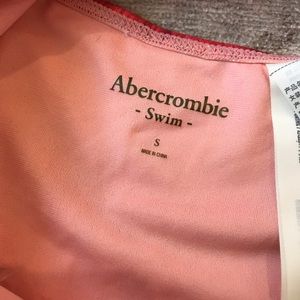 Abercrombie
- Swim -
S
MADE IN CHINA